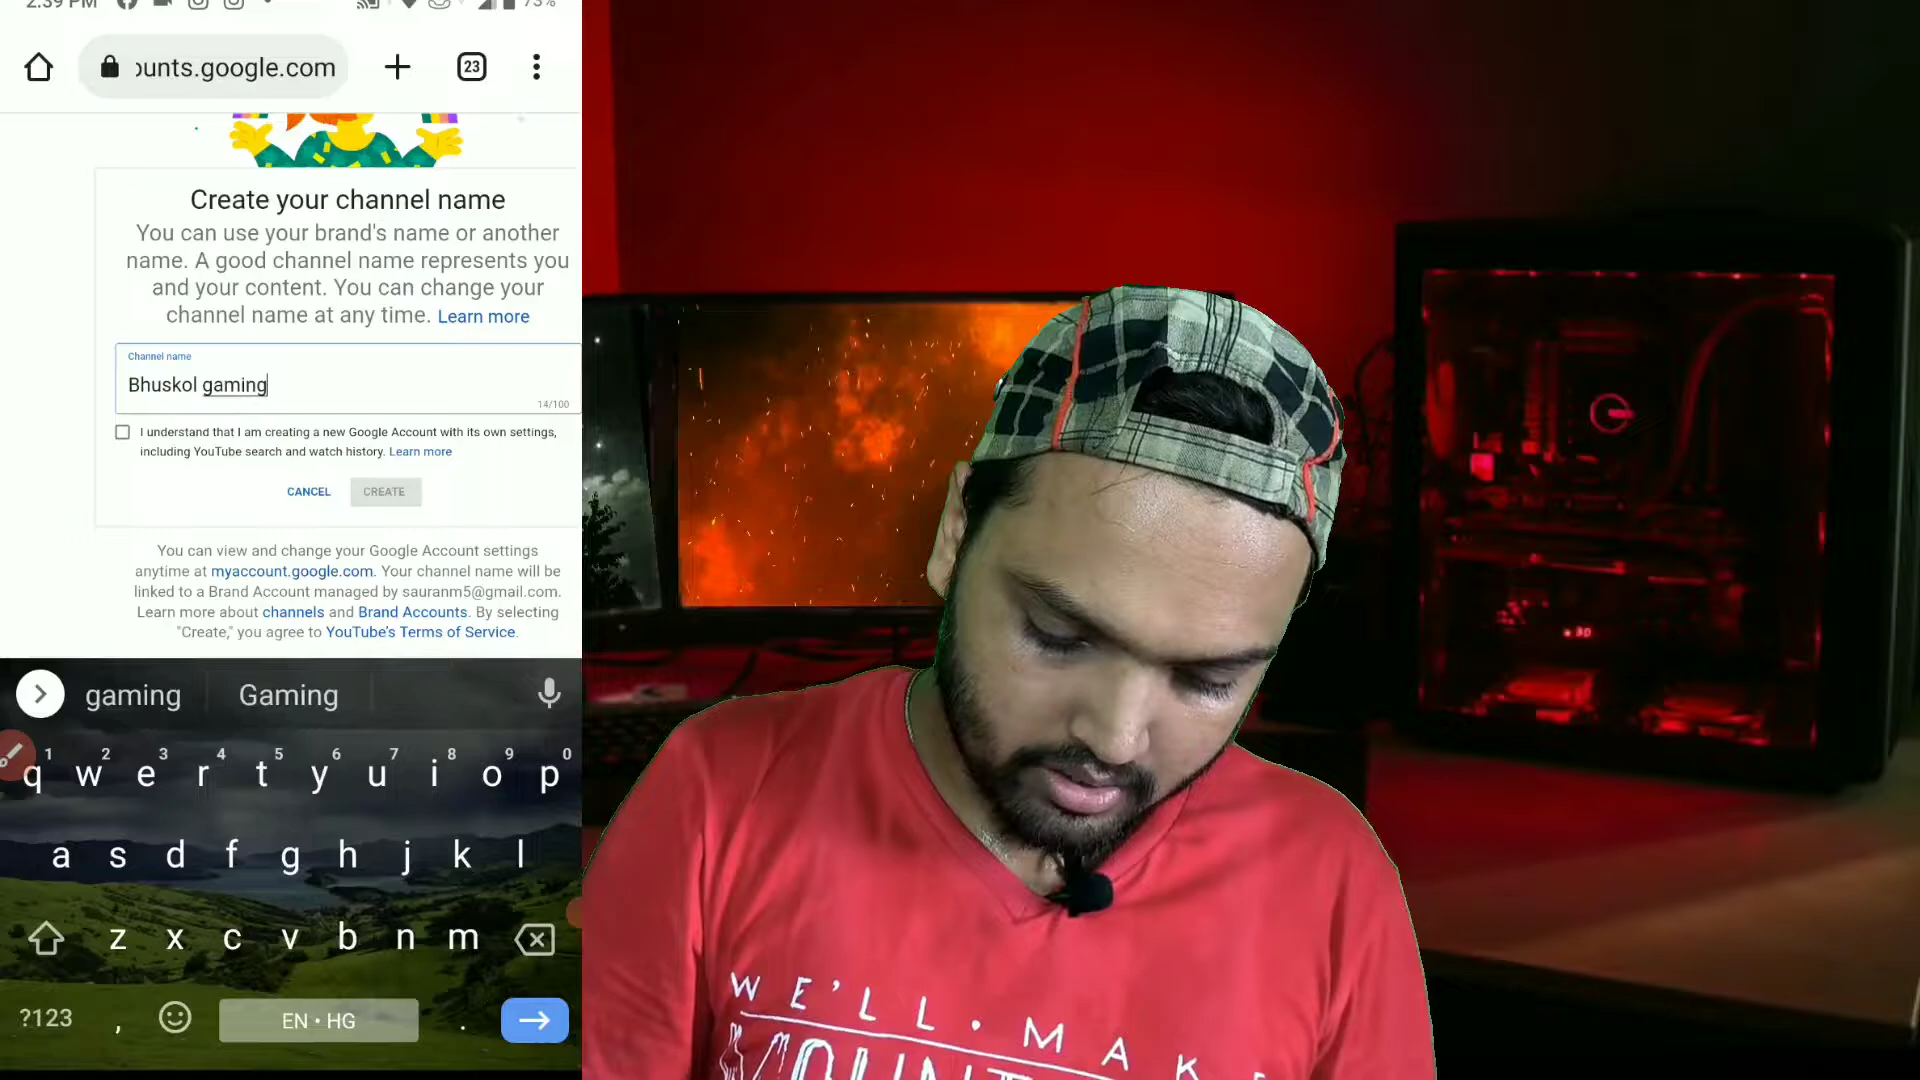 2:39 PM
73%
ounts.google.com
23
Create your channel name
You can use your brand's name or another
name. A good channel name represents you
and your content. You can change your
channel name at any time. Learn more
Channel name
Bhuskol gaming
14/100
I understand that I am creating a new Google Account with its own settings,
including YouTube search and watch history. Learn more
CANCEL CREATE
You can view and change your Google Account settings
anytime at myaccount.google.com. Your channel name will be
linked to a Brand Account managed by sauranm5@gmail.com.
Learn more about channels and Brand Accounts. By selecting
"Create," you agree to YouTube's Terms of Service.
gaming Gaming
1 2 3 4 5 6 7 8 9 0
q w e r t y u i o p
a s d f g h j k l
z x c v b n m
?123 , EN • HG .
WE'LL • MAK